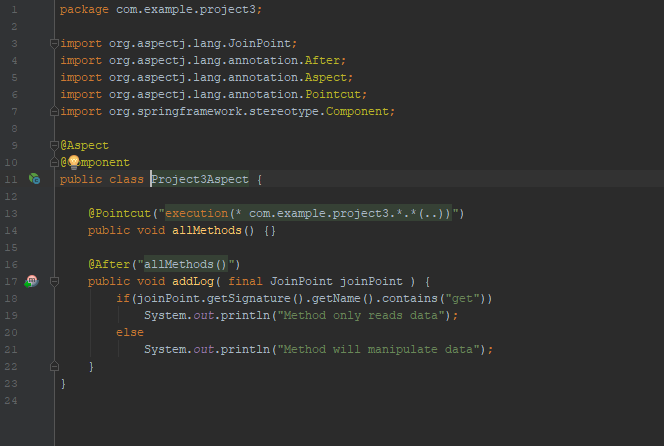 1 package com.example.project3;
2
3 import org.aspectj.lang.JoinPoint;
4 import org.aspectj.lang.annotation.After;
5 import org.aspectj.lang.annotation.Aspect;
6 import org.aspectj.lang.annotation.Pointcut;
7 import org.springframework.stereotype.Component;
8
9 @Aspect
10 @Component
11 public class Project3Aspect {
12
13 @Pointcut("execution(* com.example.project3.*.*(..))")
14 public void allMethods() {}
15
16 @After("allMethods()")
17 public void addLog( final JoinPoint joinPoint ) {
18 if(joinPoint.getSignature().getName().contains("get"))
19 System.out.println("Method only reads data");
20 else
21 System.out.println("Method will manipulate data");
22 }
23 }
24